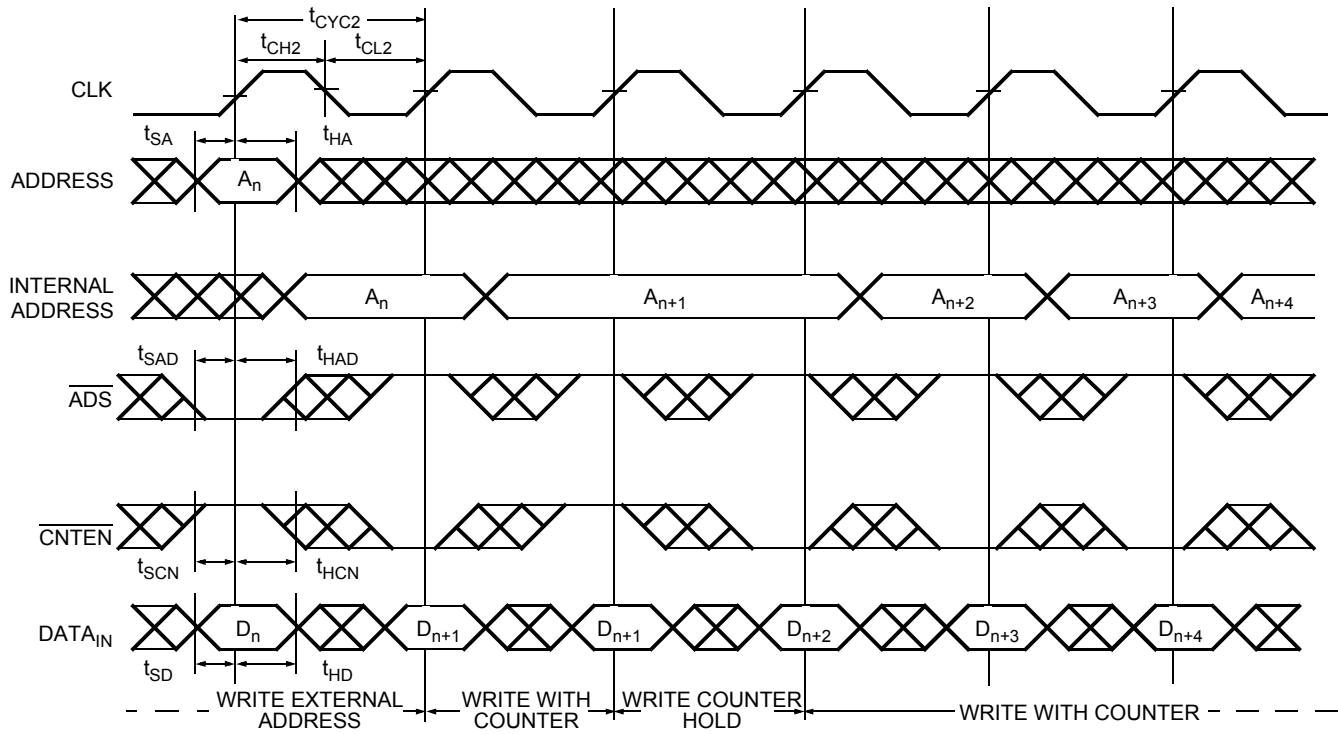 tCYC2
tCH2 tCL2
CLK
tSA tHA
ADDRESS An
INTERNAL ADDRESS An An+1 An+2 An+3 An+4
tSAD tHAD
ADS
CNTEN
tSCN tHCN
DATAIN Dn Dn+1 Dn+1 Dn+2 Dn+3 Dn+4
tSD tHD
WRITE EXTERNAL ADDRESS
WRITE WITH COUNTER
WRITE COUNTER HOLD
WRITE WITH COUNTER